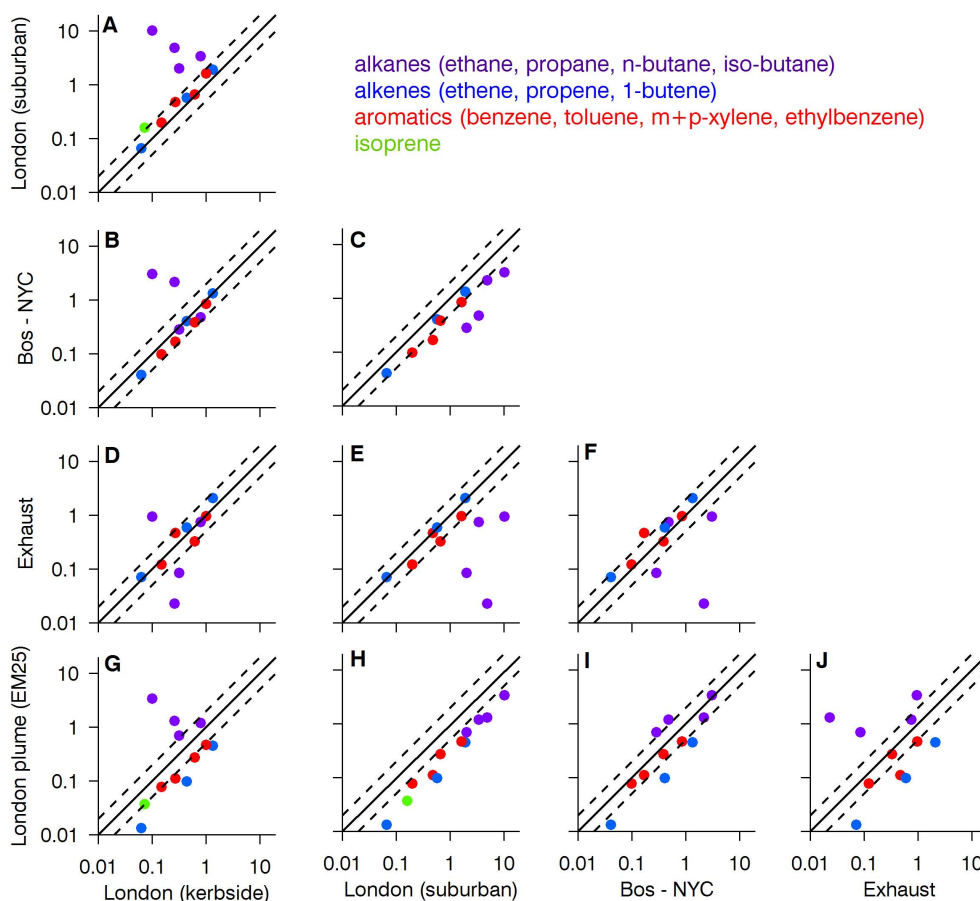 A
London (suburban)
10
1
0.1
0.01
alkanes (ethane, propane, n-butane, iso-butane)
alkenes (ethene, propene, 1-butene)
aromatics (benzene, toluene, m+p-xylene, ethylbenzene)
isoprene
B
Bos - NYC
10
1
0.1
0.01
C
D
Exhaust
10
1
0.1
0.01
E
F
G
London plume (EM25)
10
1
0.1
0.01
H
I
J
0.01 0.1 1 10
London (kerbside)
0.01 0.1 1 10
London (suburban)
0.01 0.1 1 10
Bos - NYC
0.01 0.1 1 10
Exhaust